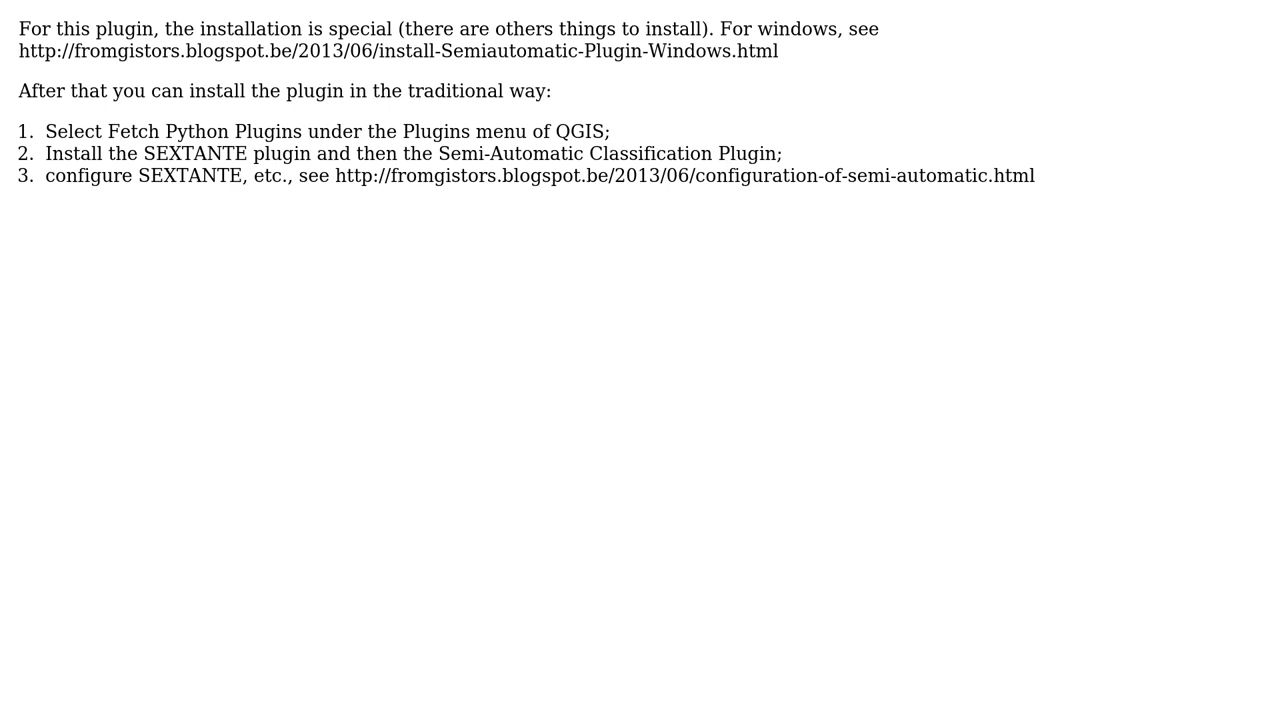 For this plugin, the installation is special (there are others things to install). For windows, see
http://fromgistors.blogspot.be/2013/06/install-Semiautomatic-Plugin-Windows.html
After that you can install the plugin in the traditional way:
1. Select Fetch Python Plugins under the Plugins menu of QGIS;
2. Install the SEXTANTE plugin and then the Semi-Automatic Classification Plugin;
3. configure SEXTANTE, etc., see http://fromgistors.blogspot.be/2013/06/configuration-of-semi-automatic.html